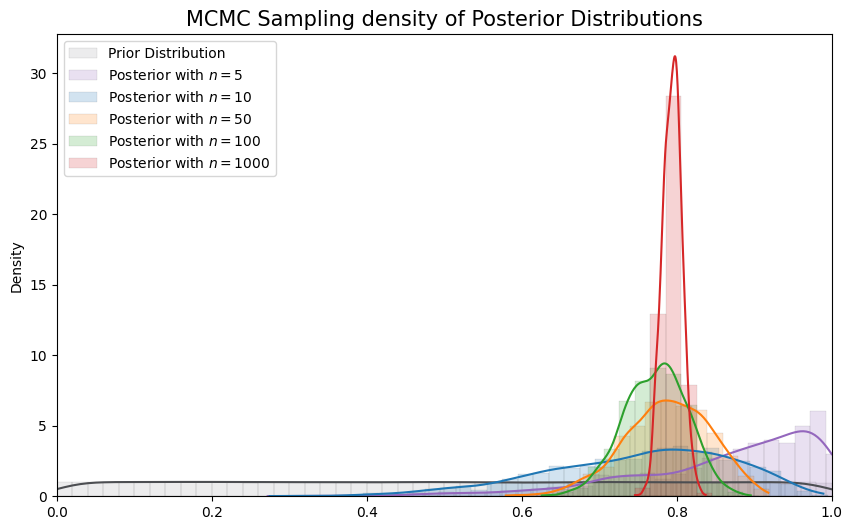 MCMC Sampling density of Posterior Distributions
Prior Distribution
Posterior with n = 5
Posterior with n = 10
Posterior with n = 50
Posterior with n = 100
Posterior with n = 1000
Density
30
25
20
15
10
5
0
0.0 0.2 0.4 0.6 0.8 1.0